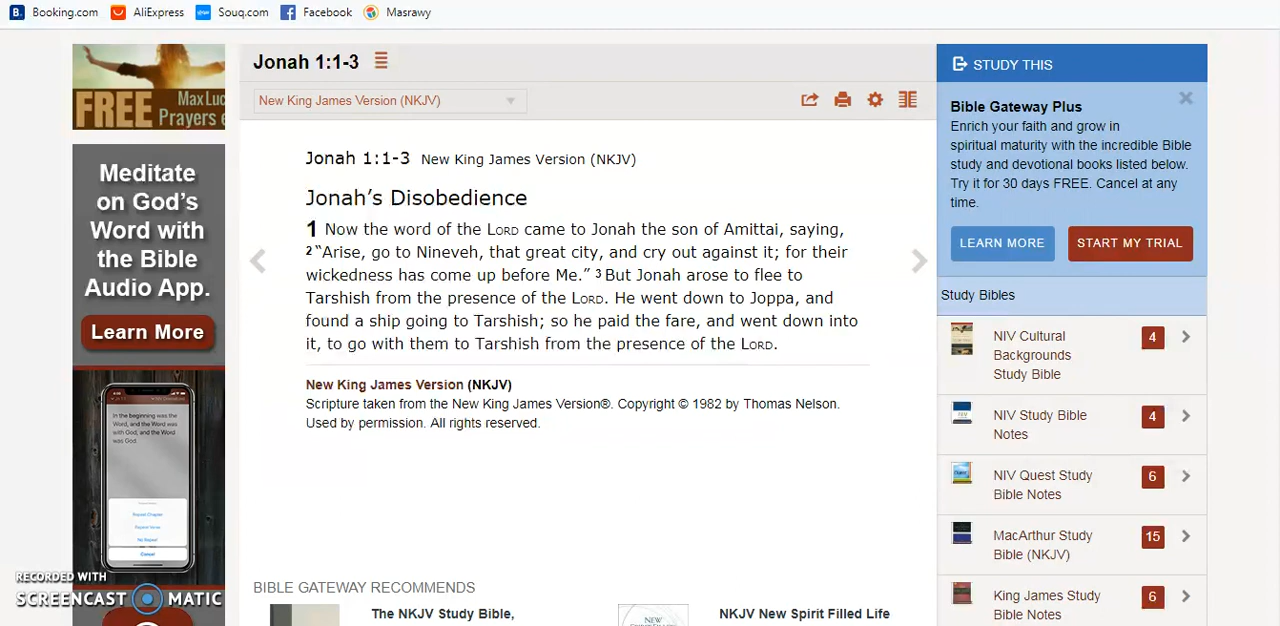 Booking.com AliExpress Souq.com Facebook Masrawy
FREE Max Luc
Prayers
Meditate
on God's
Word with
the Bible
Audio App.
Learn More
In the beginning was the
Word, and the Word was
with God, and the Word
was God.
Repeat Chapter
Repeat Verse
No Repeat
Cancel
RECORDED WITH
SCREENCAST MATIC
Jonah 1:1-3
New King James Version (NKJV)
Jonah 1:1-3 New King James Version (NKJV)
Jonah's Disobedience
1 Now the word of the LORD came to Jonah the son of Amittai, saying,
2 "Arise, go to Nineveh, that great city, and cry out against it; for their
wickedness has come up before Me." 3 But Jonah arose to flee to
Tarshish from the presence of the LORD. He went down to Joppa, and
found a ship going to Tarshish; so he paid the fare, and went down into
it, to go with them to Tarshish from the presence of the LORD.
New King James Version (NKJV)
Scripture taken from the New King James Version®. Copyright © 1982 by Thomas Nelson.
Used by permission. All rights reserved.
BIBLE GATEWAY RECOMMENDS
The NKJV Study Bible,
NEW
NKJV New Spirit Filled Life
STUDY THIS
Bible Gateway Plus
Enrich your faith and grow in
spiritual maturity with the incredible Bible
study and devotional books listed below.
Try it for 30 days FREE. Cancel at any
time.
LEARN MORE START MY TRIAL
Study Bibles
NIV Cultural 4
Backgrounds
Study Bible
NIV Study Bible 4
Notes
NIV Quest Study 6
Bible Notes
MacArthur Study 15
Bible (NKJV)
King James Study 6
Bible Notes